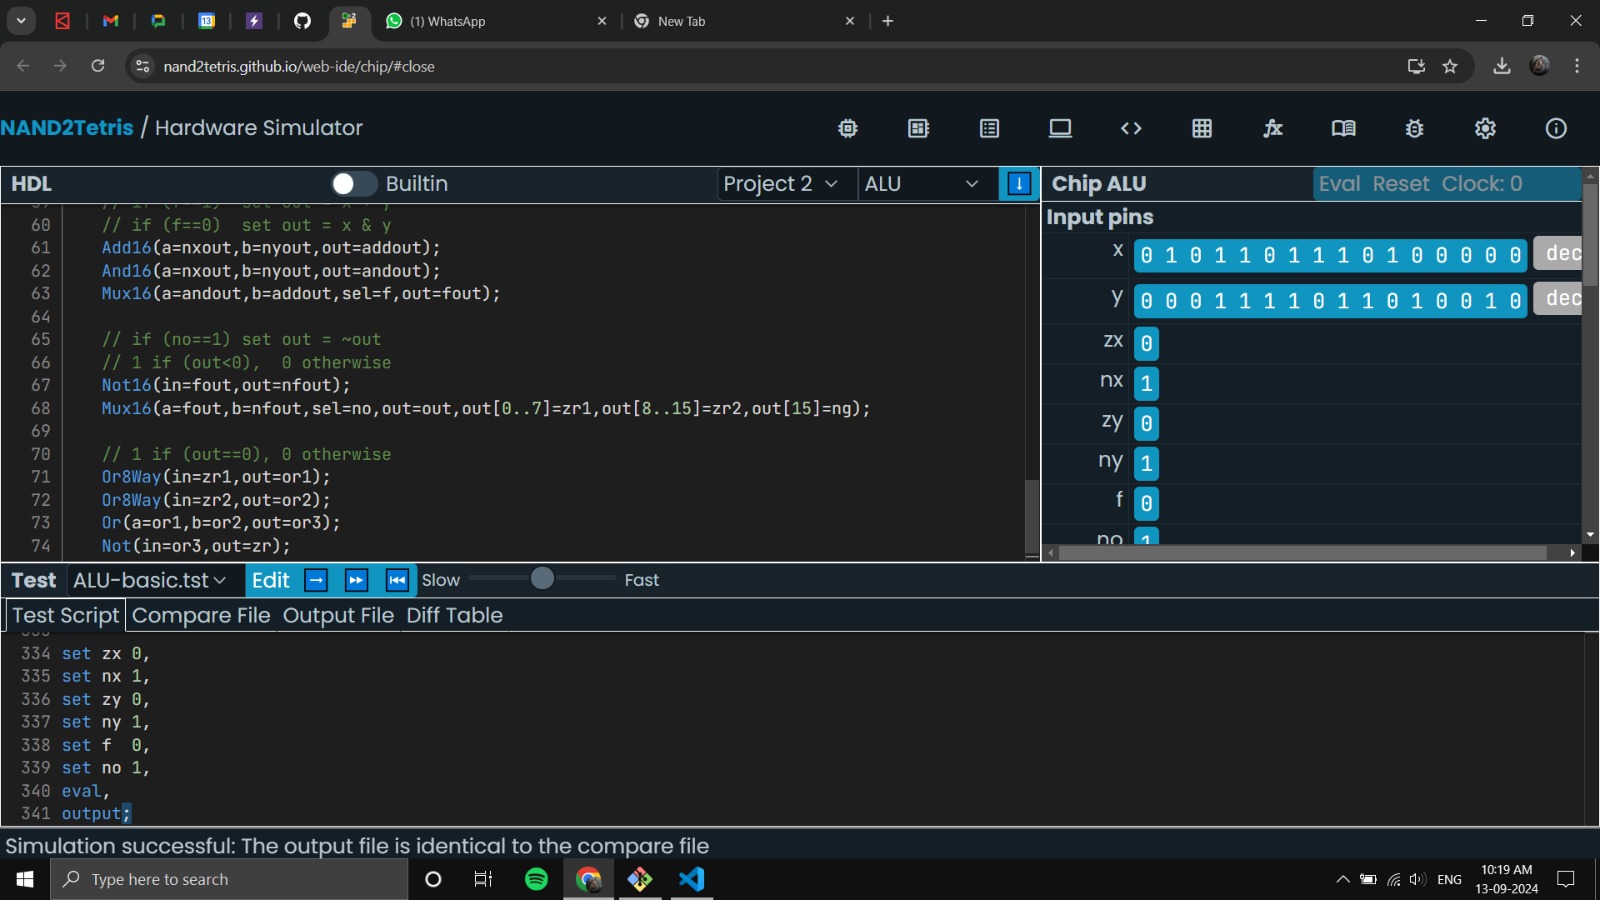 (1) WhatsApp
New Tab
nand2tetris.github.io/web-ide/chip/#close
NAND2Tetris / Hardware Simulator
HDL
Builtin
Project 2
ALU
60 // if (f==0)  set out = x & y
61 Add16(a=nxout,b=nyout,out=addout);
62 And16(a=nxout,b=nyout,out=andout);
63 Mux16(a=andout,b=addout,sel=f,out=fout);
64
65 // if (no==1) set out = ~out
66 // 1 if (out<0),  0 otherwise
67 Not16(in=fout,out=nfout);
68 Mux16(a=fout,b=nfout,sel=no,out=out,out[0..7]=zr1,out[8..15]=zr2,out[15]=ng);
69
70 // 1 if (out==0), 0 otherwise
71 Or8Way(in=zr1,out=or1);
72 Or8Way(in=zr2,out=or2);
73 Or(a=or1,b=or2,out=or3);
74 Not(in=or3,out=zr);
Chip ALU
Eval Reset Clock: 0
Input pins
x 0 1 0 1 1 0 1 1 1 0 1 0 0 0 0 0 dec
y 0 0 0 1 1 1 1 0 1 1 0 1 0 0 1 0 dec
zx 0
nx 1
zy 0
ny 1
f 0
no 1
Test ALU-basic.tst Edit Slow Fast
Test Script Compare File Output File Diff Table
334 set zx 0,
335 set nx 1,
336 set zy 0,
337 set ny 1,
338 set f  0,
339 set no 1,
340 eval,
341 output;
Simulation successful: The output file is identical to the compare file
Type here to search
ENG
10:19 AM
13-09-2024